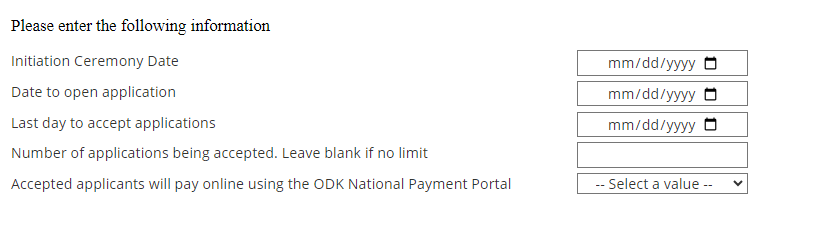 Please enter the following information
Initiation Ceremony Date mm/dd/yyyy
Date to open application mm/dd/yyyy
Last day to accept applications mm/dd/yyyy
Number of applications being accepted. Leave blank if no limit
Accepted applicants will pay online using the ODK National Payment Portal -- Select a value --